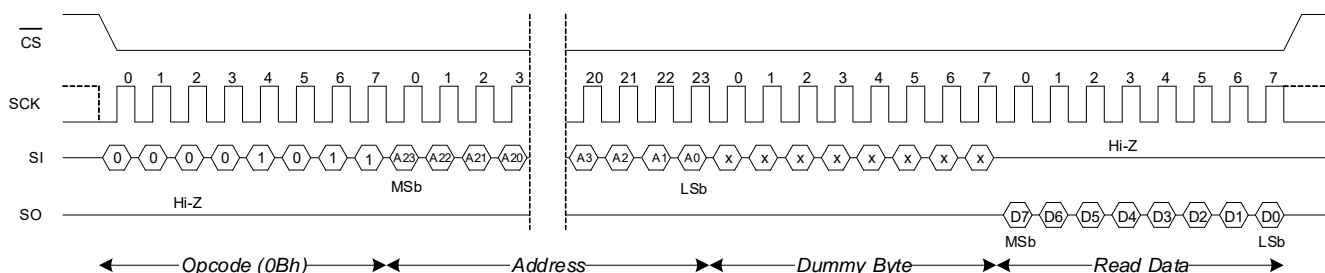 CS
0 1 2 3 4 5 6 7 0 1 2 3 20 21 22 23 0 1 2 3 4 5 6 7 0 1 2 3 4 5 6 7
SCK
SI 0 0 0 0 1 0 1 1 A23 A22 A21 A20 A3 A2 A1 A0 x x x x x x x x Hi-Z
MSb LSb
Hi-Z
SO D7 D6 D5 D4 D3 D2 D1 D0
MSb LSb
Opcode (0Bh) Address Dummy Byte Read Data